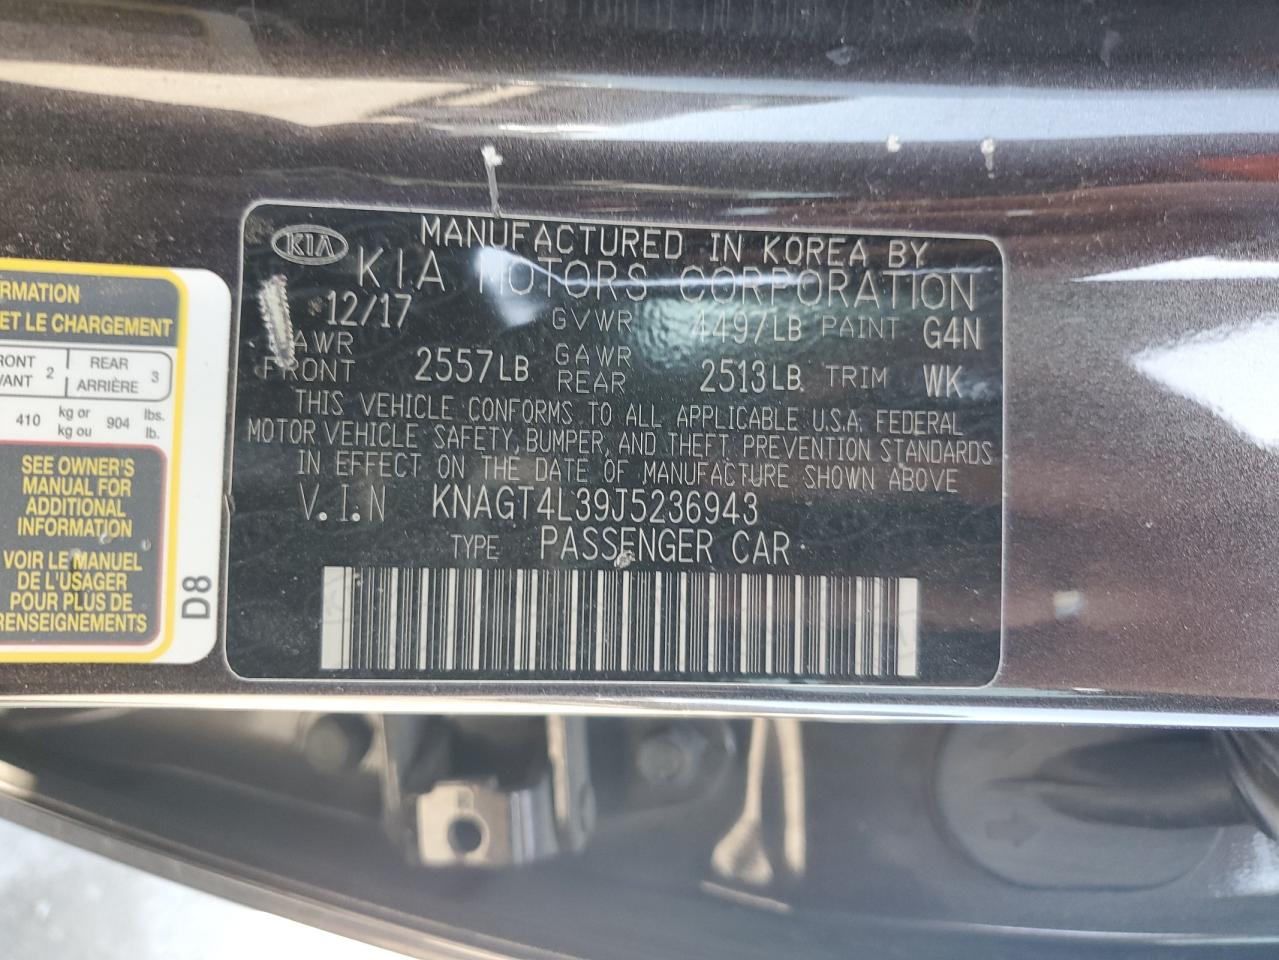 RMATION
ET LE CHARGEMENT
RONT 2 REAR 3
VANT ARRIÈRE
410 kg or 904 lbs.
kg ou lb.
SEE OWNER'S
MANUAL FOR
ADDITIONAL
INFORMATION
VOIR LE MANUEL
DE L'USAGER
POUR PLUS DE
RENSEIGNEMENTS
D8
KIA
MANUFACTURED IN KOREA BY
KIA MOTORS CORPORATION
12/17 GVWR 4497LB PAINT G4N
AWR GAWR
FRONT 2557LB REAR 2513LB TRIM WK
THIS VEHICLE CONFORMS TO ALL APPLICABLE U.S.A. FEDERAL
MOTOR VEHICLE SAFETY, BUMPER, AND THEFT PREVENTION STANDARDS
IN EFFECT ON THE DATE OF MANUFACTURE SHOWN ABOVE
V.I.N KNAGT4L39J5236943
TYPE PASSENGER CAR